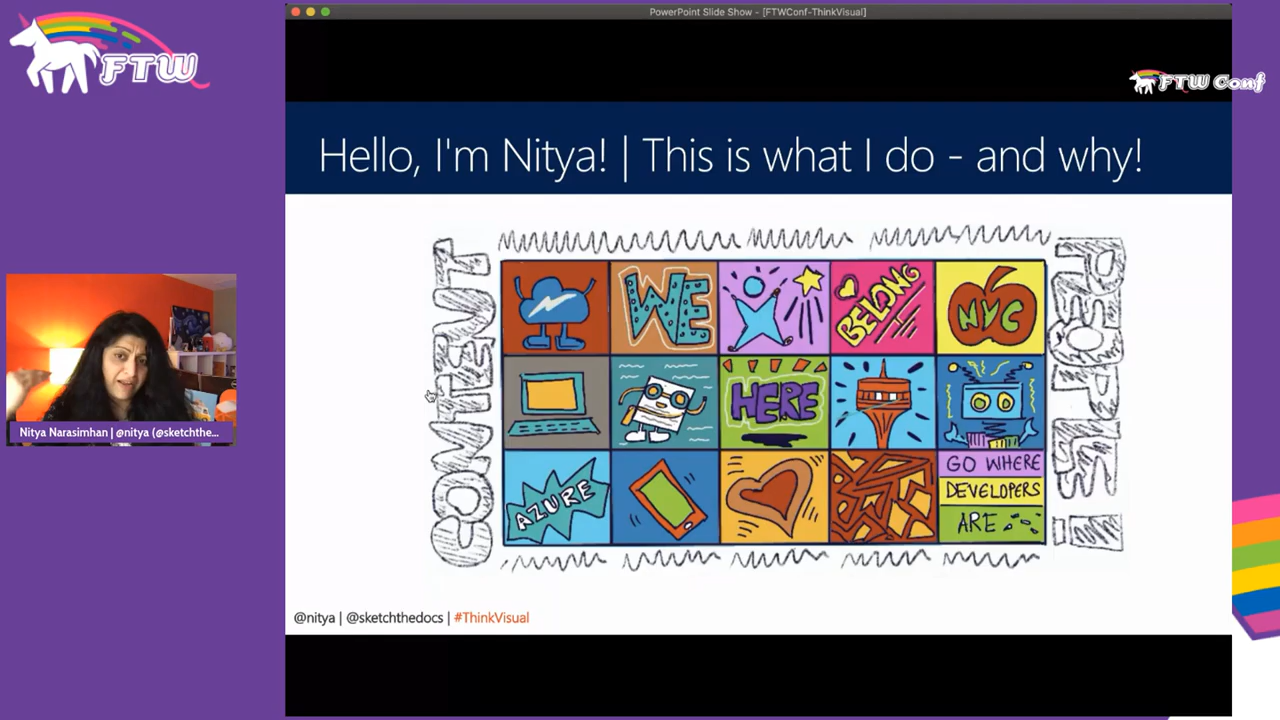 PowerPoint Slide Show - [FTWConf-ThinkVisual]
FTW
FTW Conf
Hello, I'm Nitya! | This is what I do - and why!
CONTENT
WE
BELONG
NYC
HERE
AZURE
GO WHERE
DEVELOPERS
ARE
PEOPLE!
Nitya Narasimhan | @nitya (@sketchthe...
@nitya | @sketchthedocs | #ThinkVisual